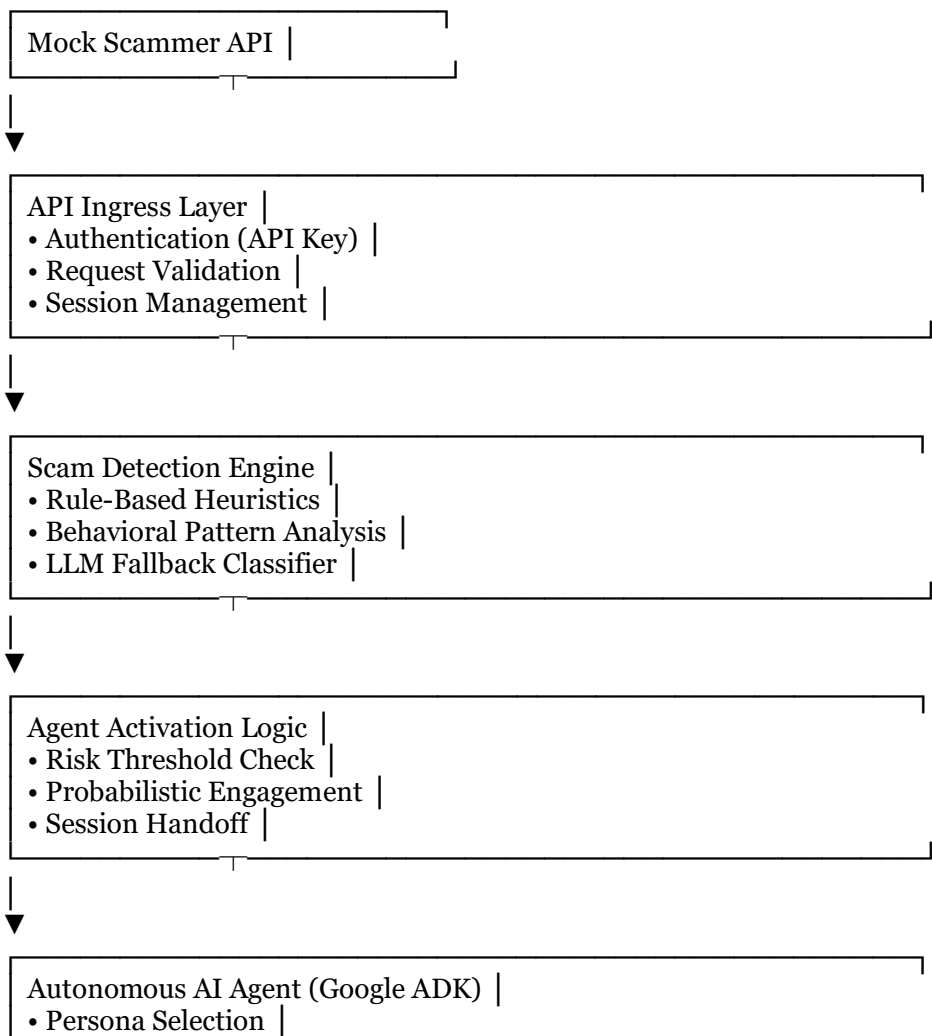 Mock Scammer API
API Ingress Layer
• Authentication (API Key)
• Request Validation
• Session Management
Scam Detection Engine
• Rule-Based Heuristics
• Behavioral Pattern Analysis
• LLM Fallback Classifier
Agent Activation Logic
• Risk Threshold Check
• Probabilistic Engagement
• Session Handoff
Autonomous AI Agent (Google ADK)
• Persona Selection